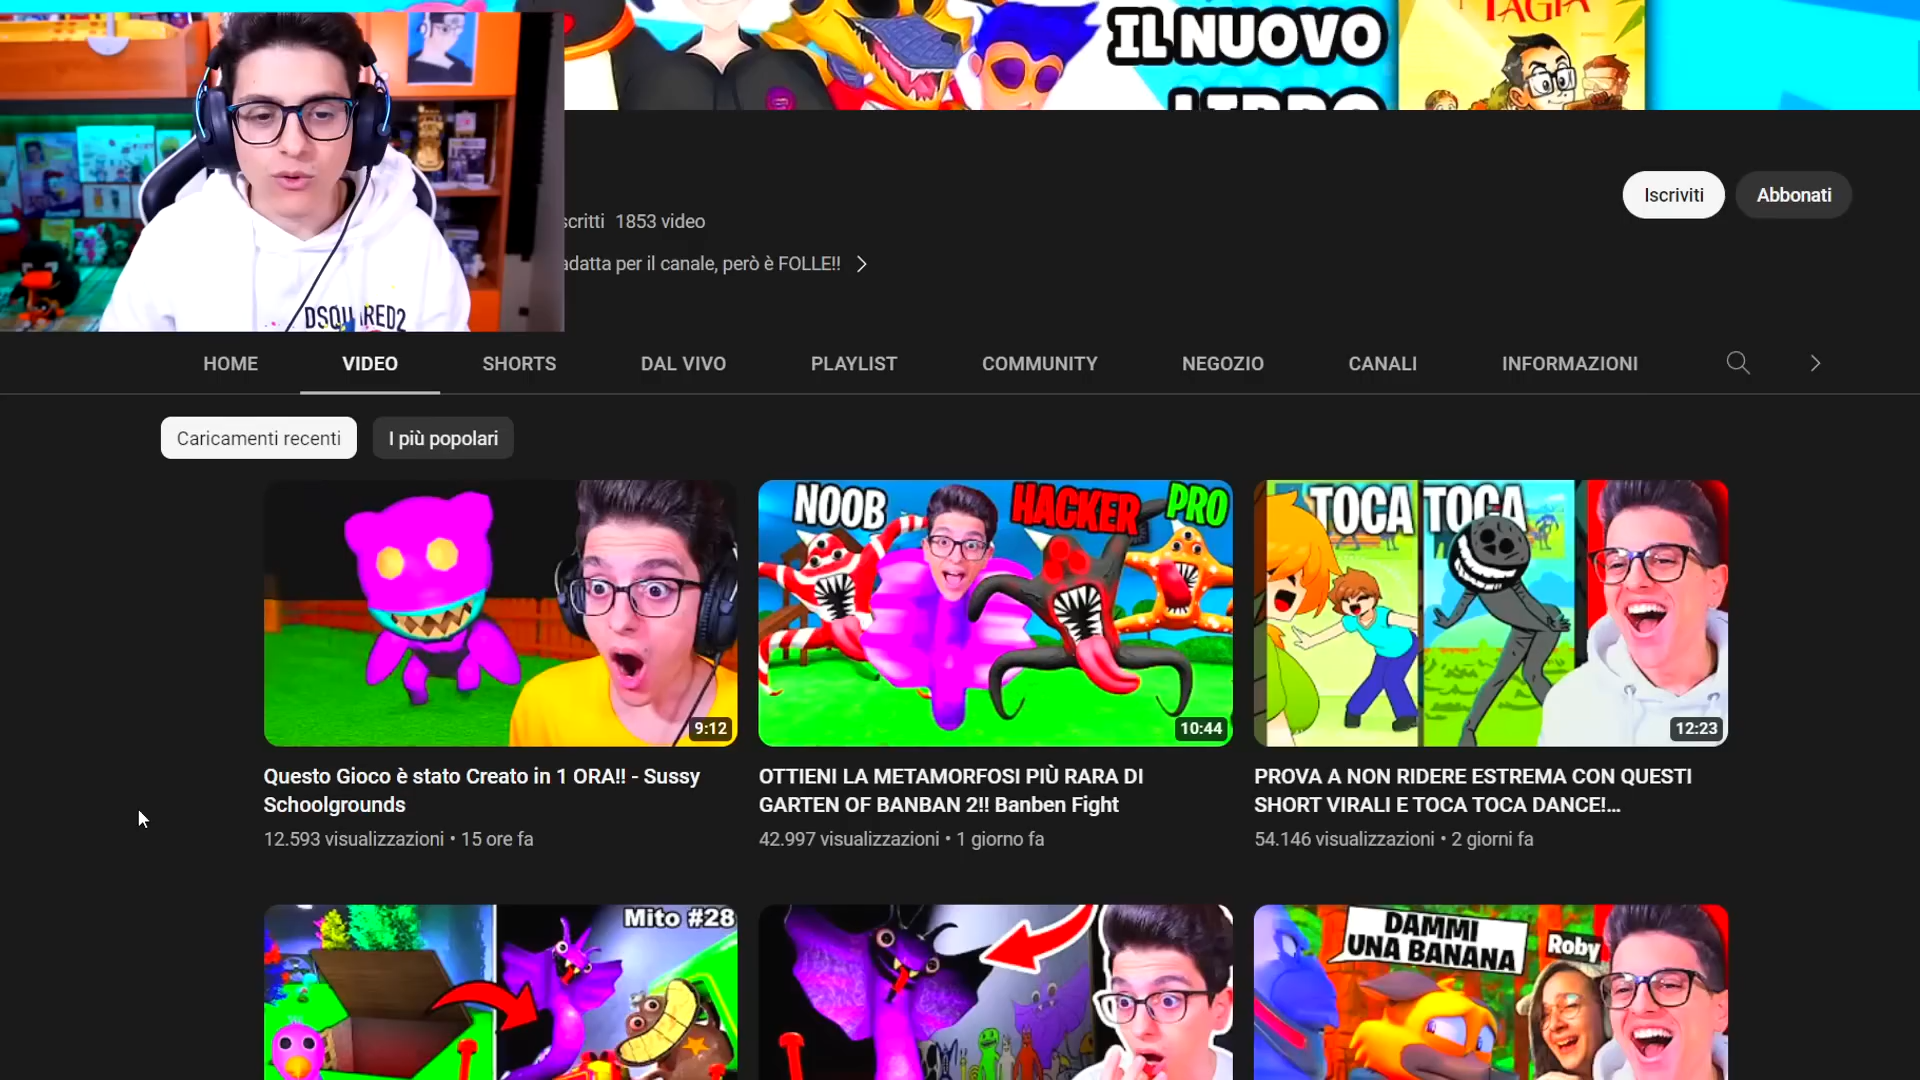 TAGIA
IL NUOVO
LIBRO
DSQUARED2
scritti 1853 video
adatta per il canale, però è FOLLE!!
Iscriviti
Abbonati
HOME
VIDEO
SHORTS
DAL VIVO
PLAYLIST
COMMUNITY
NEGOZIO
CANALI
INFORMAZIONI
Caricamenti recenti
I più popolari
9:12
NOOB
HACKER
PRO
10:44
TOCA TOCA
12:23
Questo Gioco è stato Creato in 1 ORA!! - Sussy
Schoolgrounds
12.593 visualizzazioni • 15 ore fa
OTTIENI LA METAMORFOSI PIÙ RARA DI
GARTEN OF BANBAN 2!! Banben Fight
42.997 visualizzazioni • 1 giorno fa
PROVA A NON RIDERE ESTREMA CON QUESTI
SHORT VIRALI E TOCA TOCA DANCE!...
54.146 visualizzazioni • 2 giorni fa
Mito #28
DAMMI
UNA BANANA
Roby